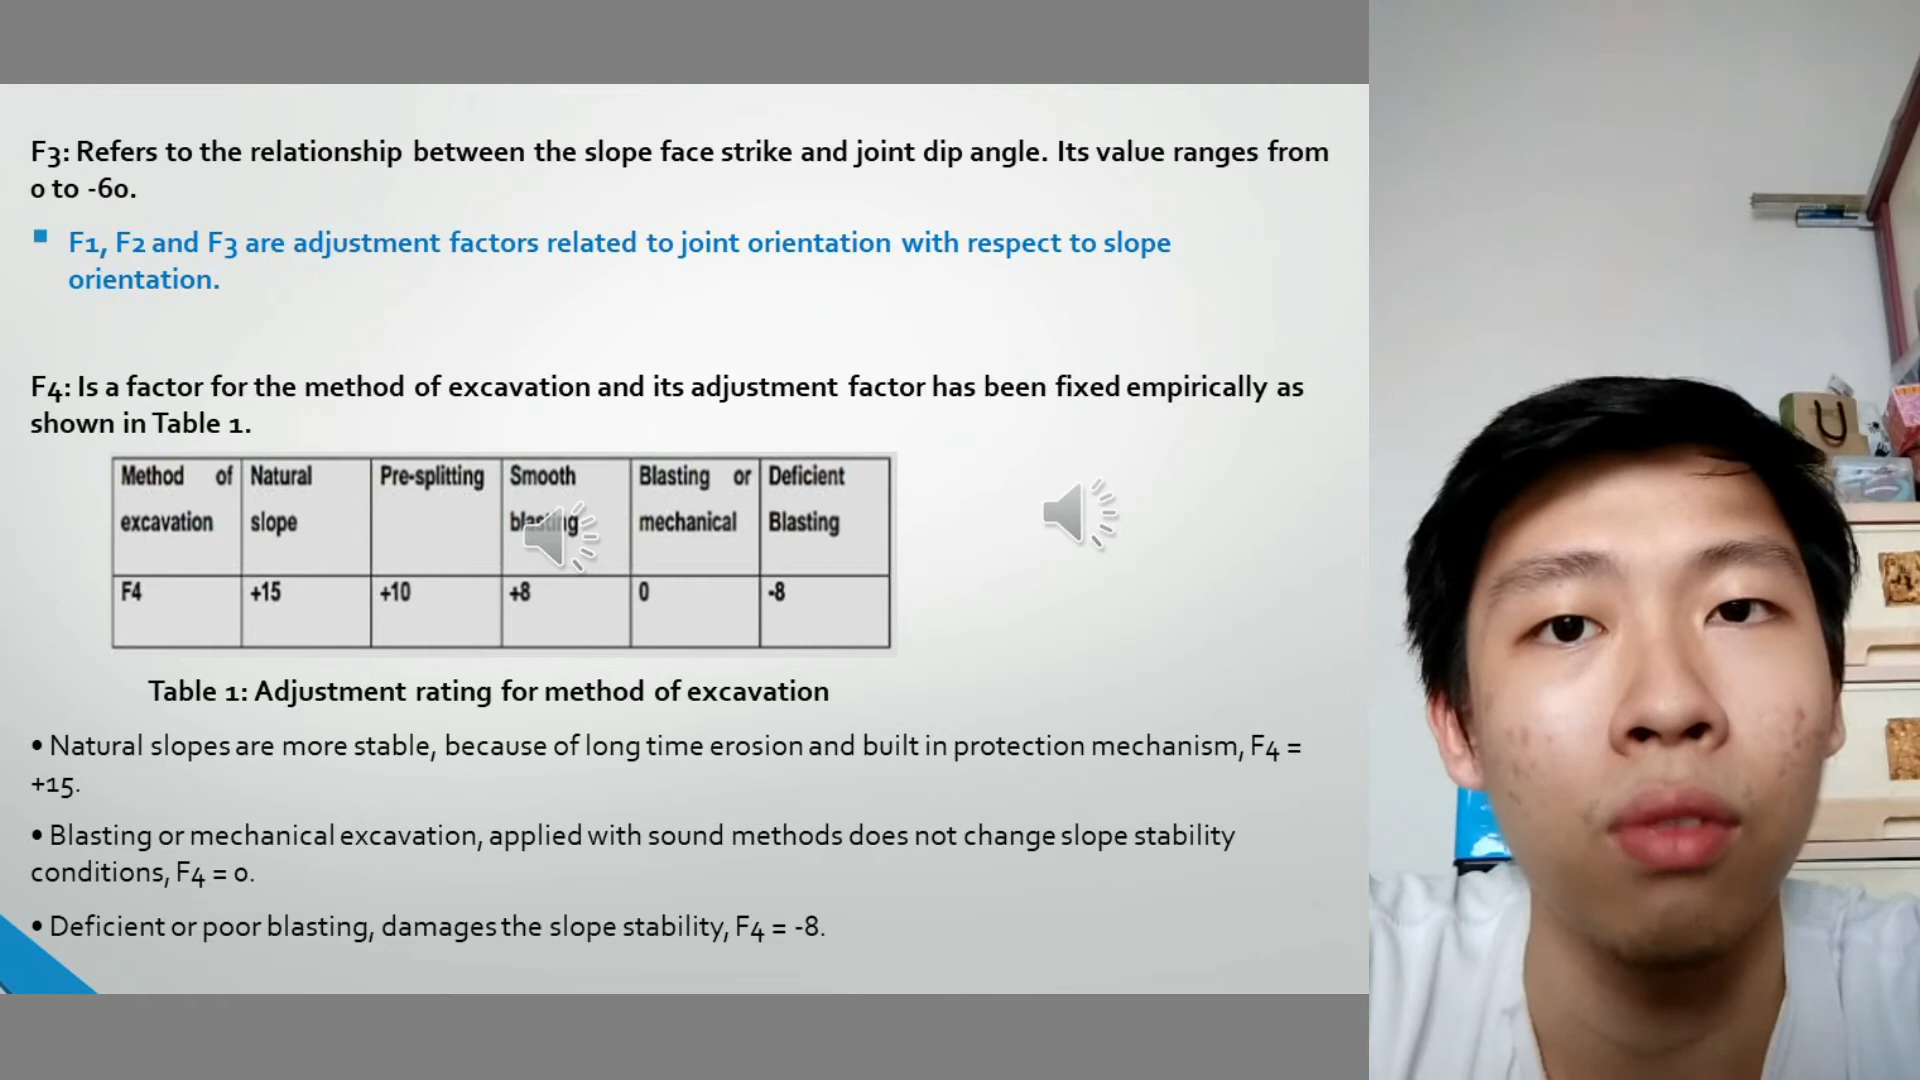 F3: Refers to the relationship between the slope face strike and joint dip angle. Its value ranges from
0 to -60.
F1, F2 and F3 are adjustment factors related to joint orientation with respect to slope
orientation.
F4: Is a factor for the method of excavation and its adjustment factor has been fixed empirically as
shown in Table 1.
Method of excavation Natural slope Pre-splitting Smooth blasting Blasting or mechanical Deficient Blasting
F4 +15 +10 +8 0 -8
Table 1: Adjustment rating for method of excavation
• Natural slopes are more stable, because of long time erosion and built in protection mechanism, F4 =
+15.
• Blasting or mechanical excavation, applied with sound methods does not change slope stability
conditions, F4 = 0.
• Deficient or poor blasting, damages the slope stability, F4 = -8.